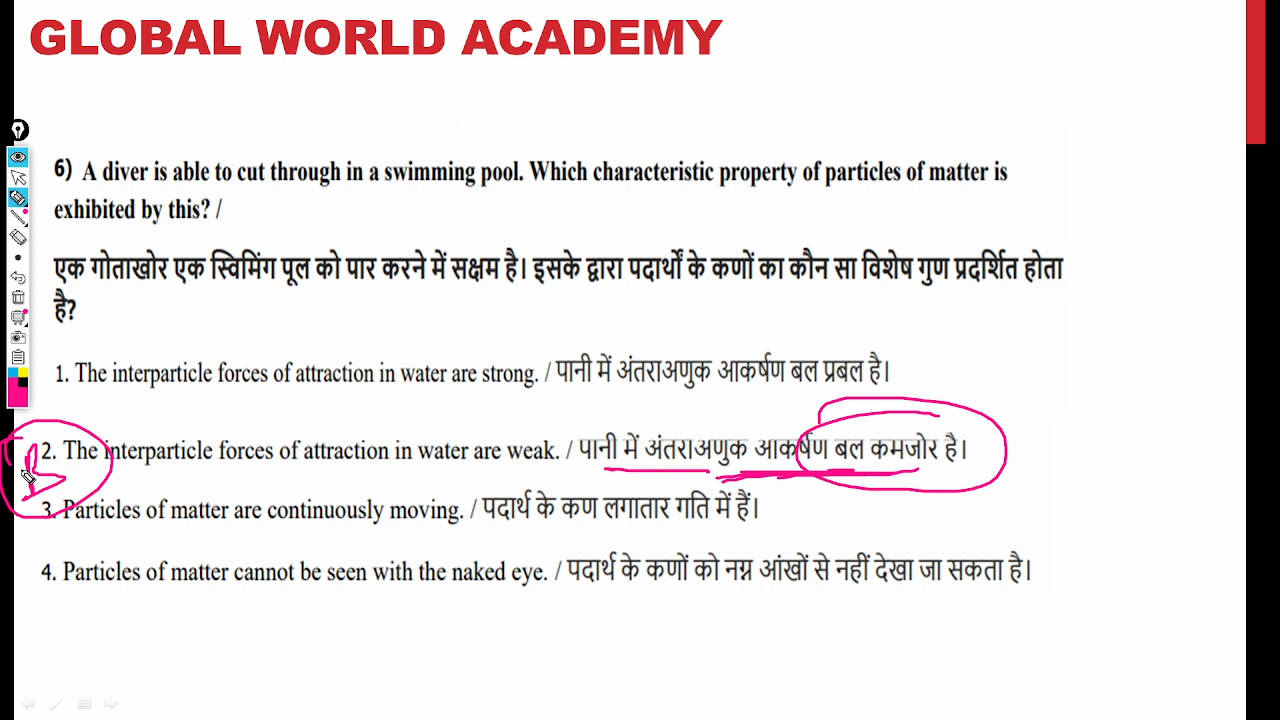 GLOBAL WORLD ACADEMY
6) A diver is able to cut through in a swimming pool. Which characteristic property of particles of matter is
exhibited by this? /
एक गोताखोर एक स्विमिंग पूल को पार करने में सक्षम है। इसके द्वारा पदार्थों के कणों का कौन सा विशेष गुण प्रदर्शित होता
है?
1. The interparticle forces of attraction in water are strong. / पानी में अंतराअणुक आकर्षण बल प्रबल है।
2. The interparticle forces of attraction in water are weak. / पानी में अंतराअणुक आकर्षण बल कमजोर है।
3. Particles of matter are continuously moving. / पदार्थ के कण लगातार गति में हैं।
4. Particles of matter cannot be seen with the naked eye. / पदार्थ के कणों को नग्न आंखों से नहीं देखा जा सकता है।